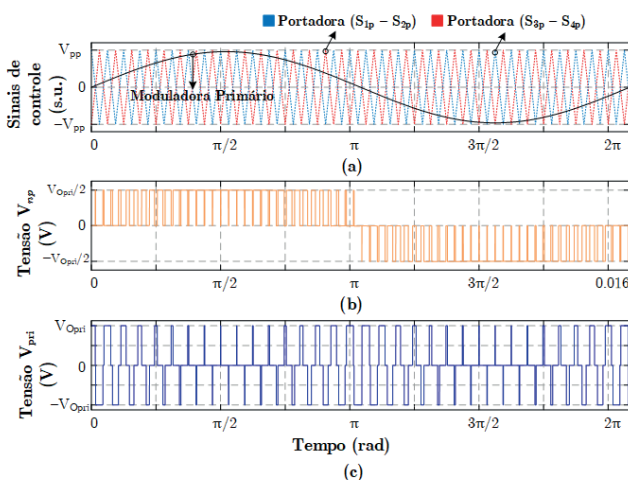 Portadora (S1p − S2p) Portadora (S3p − S4p)
Vpp
0
−Vpp
Sinais de controle (s.u.)
Moduladora Primário
0 π/2 π 3π/2 2π
(a)
VOpri/2
0
−VOpri/2
Tensão Vnp (V)
0 π/2 π 3π/2 0.016
(b)
VOpri
0
−VOpri
Tensão Vpri (V)
0 π/2 π 3π/2 2π
Tempo (rad)
(c)